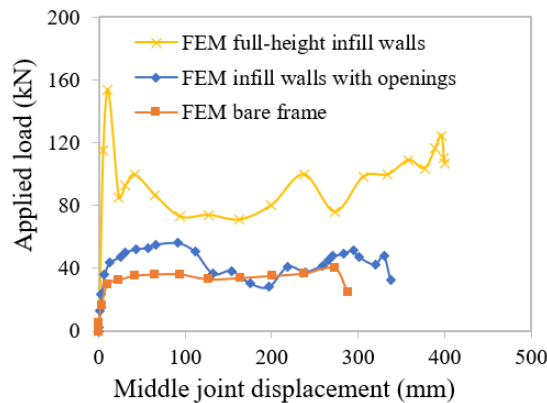 200
FEM full-height infill walls
160
FEM infill walls with openings
FEM bare frame
120
80
40
0
Applied load (kN)
0 100 200 300 400 500
Middle joint displacement (mm)